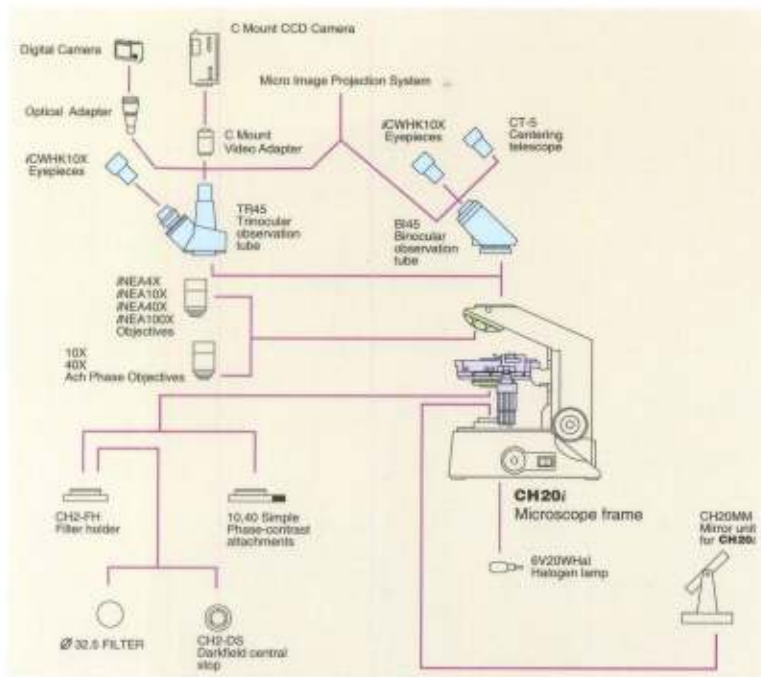 C Mount CCD Camera
Digital Camera
Micro Image Projection System
Optical Adapter
C Mount
Video Adapter
iCWHK10X
Eyepieces
CT-5
Centering
telescope
iCWHK10X
Eyepieces
TR45
Trinocular
observation
tube
BI45
Binocular
observation
tube
iNEA4X
iNEA10X
iNEA40X
iNEA100X
Objectives
10X
40X
Ach Phase Objectives
CH2-FH
Filter holder
10,40 Simple
Phase-contrast
attachments
CH20i
Microscope frame
CH20MM
Mirror unit
for CH20i
6V20WHal
Halogen lamp
Ø 32.5 FILTER
CH2-DS
Darkfield central
stop